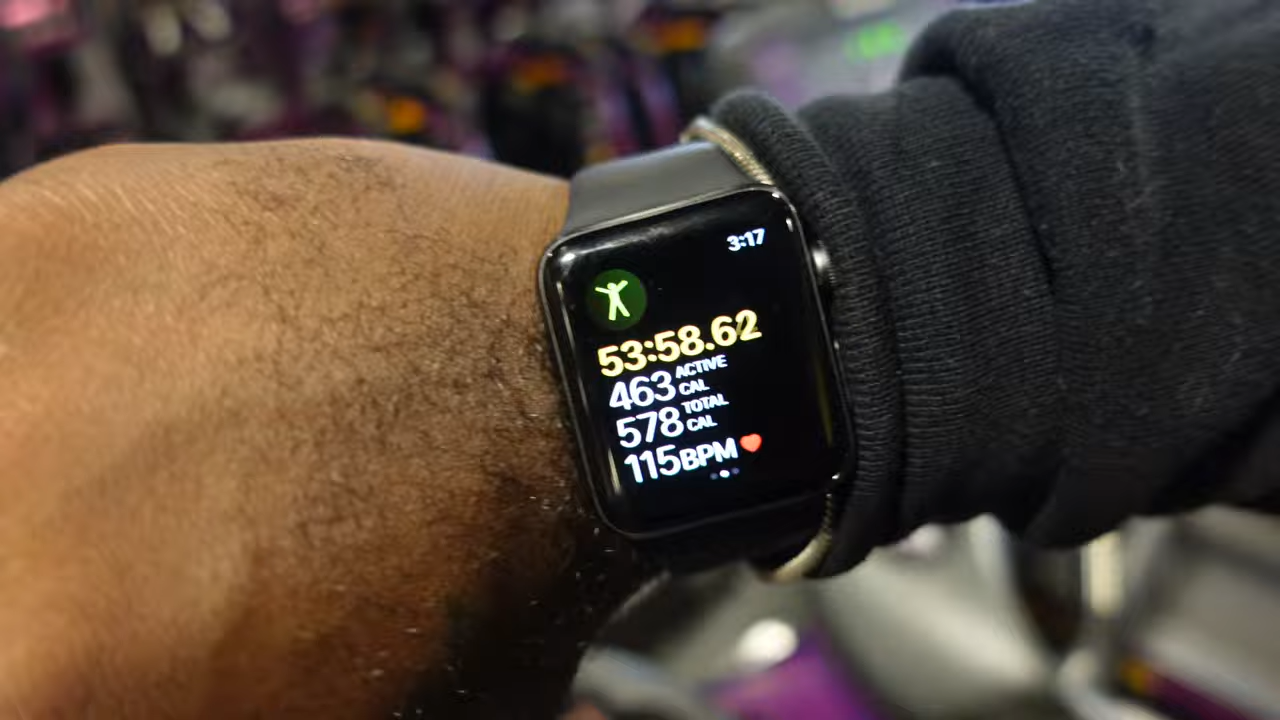 3:17
53:58.62
463 ACTIVE CAL
578 TOTAL CAL
115BPM